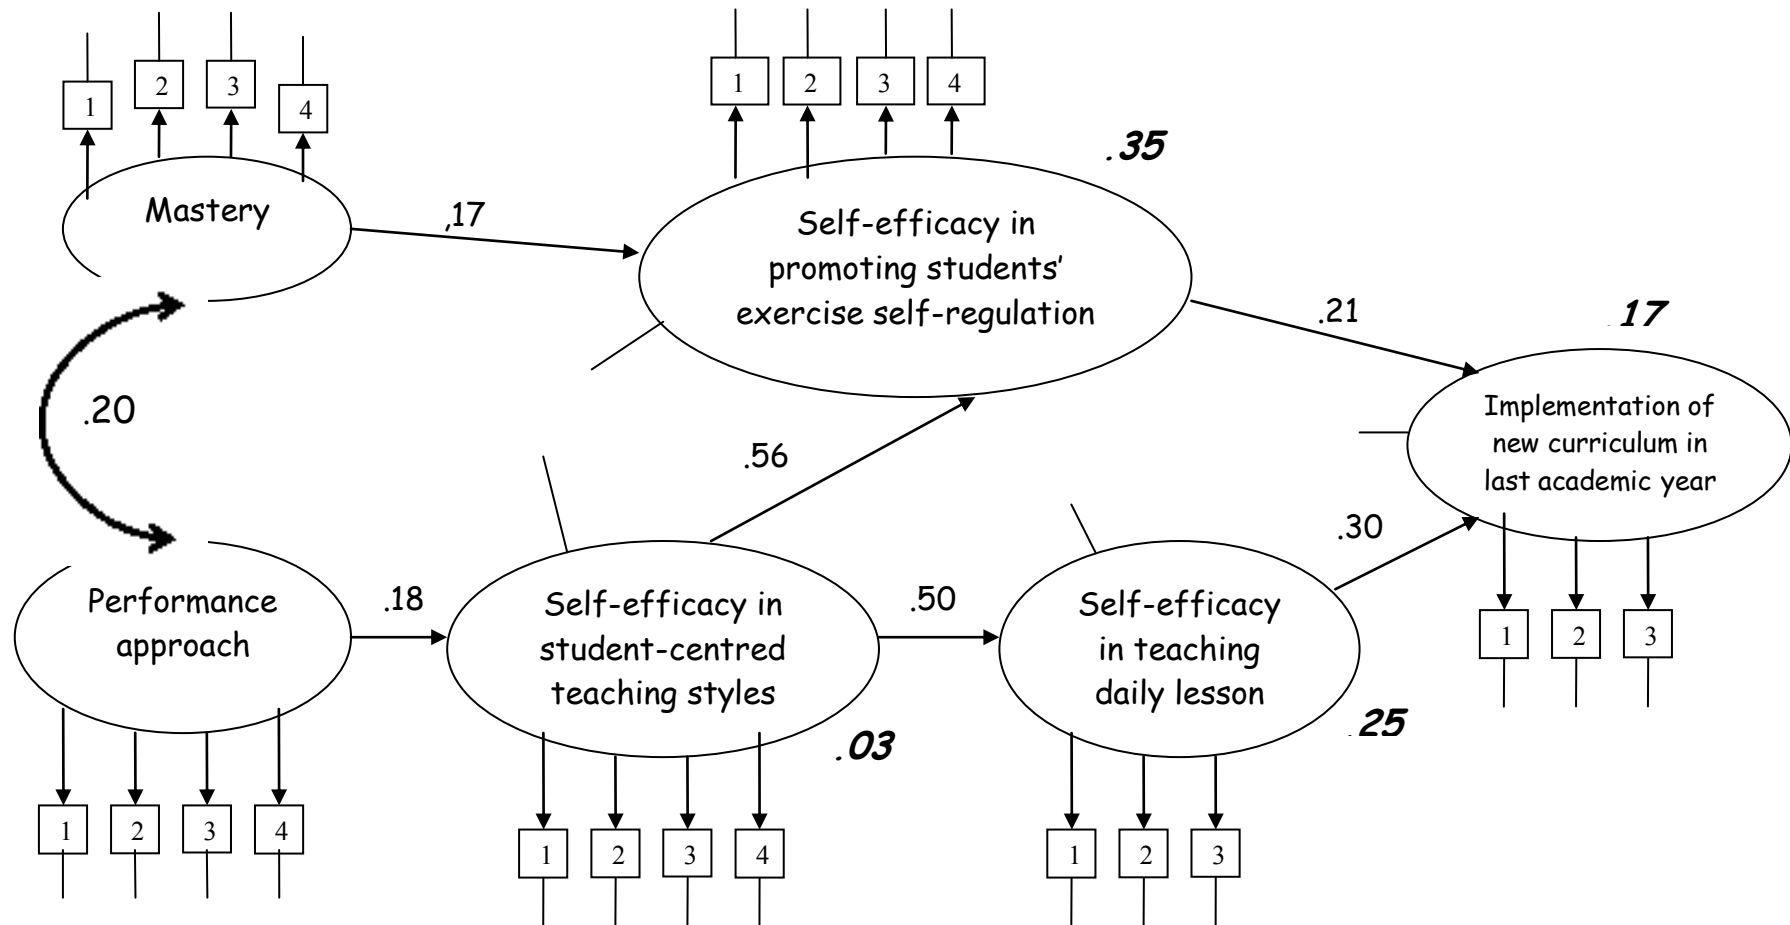 1
2
3
4
1
2
3
4
.35
Mastery
,17
Self-efficacy in
promoting students’
exercise self-regulation
.21
.17
.20
Implementation of
new curriculum in
last academic year
.56
.30
Performance
approach
.18
Self-efficacy in
student-centred
teaching styles
.50
Self-efficacy
in teaching
daily lesson
1
2
3
.03
.25
1
2
3
4
1
2
3
4
1
2
3